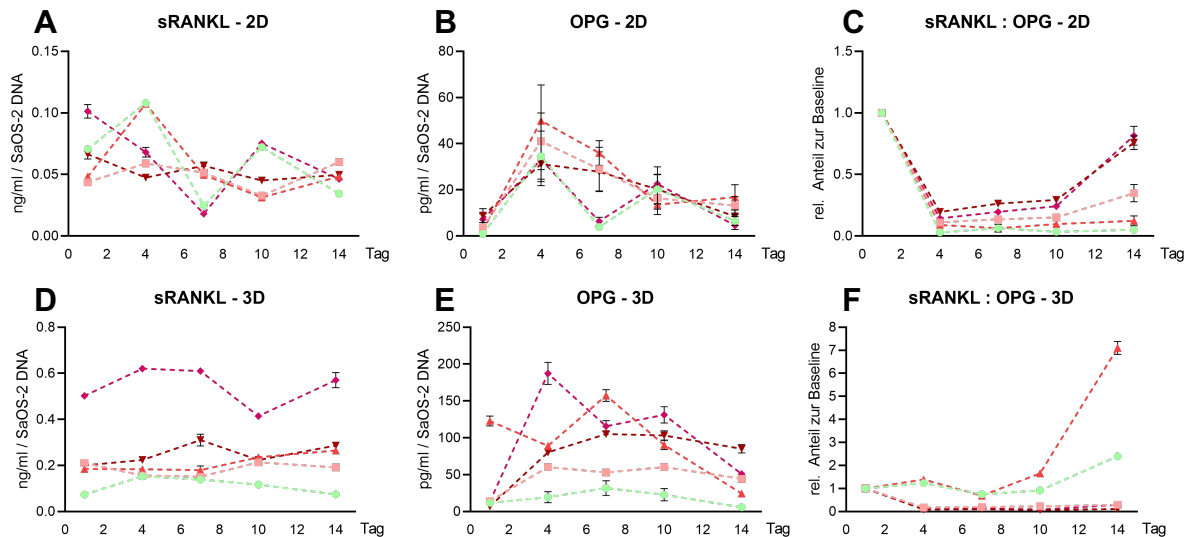 A sRANKL - 2D
ng/ml / SaOS-2 DNA
0.15
0.10
0.05
0.00
0 2 4 6 8 10 12 14 Tag
B OPG - 2D
pg/ml / SaOS-2 DNA
80
60
40
20
0
0 2 4 6 8 10 12 14 Tag
C sRANKL : OPG - 2D
rel. Anteil zur Baseline
1.5
1.0
0.5
0.0
0 2 4 6 8 10 12 14 Tag
D sRANKL - 3D
ng/ml / SaOS-2 DNA
0.8
0.6
0.4
0.2
0.0
0 2 4 6 8 10 12 14 Tag
E OPG - 3D
pg/ml / SaOS-2 DNA
250
200
150
100
50
0
0 2 4 6 8 10 12 14 Tag
F sRANKL : OPG - 3D
rel. Anteil zur Baseline
8
7
6
5
4
3
2
1
0
0 2 4 6 8 10 12 14 Tag